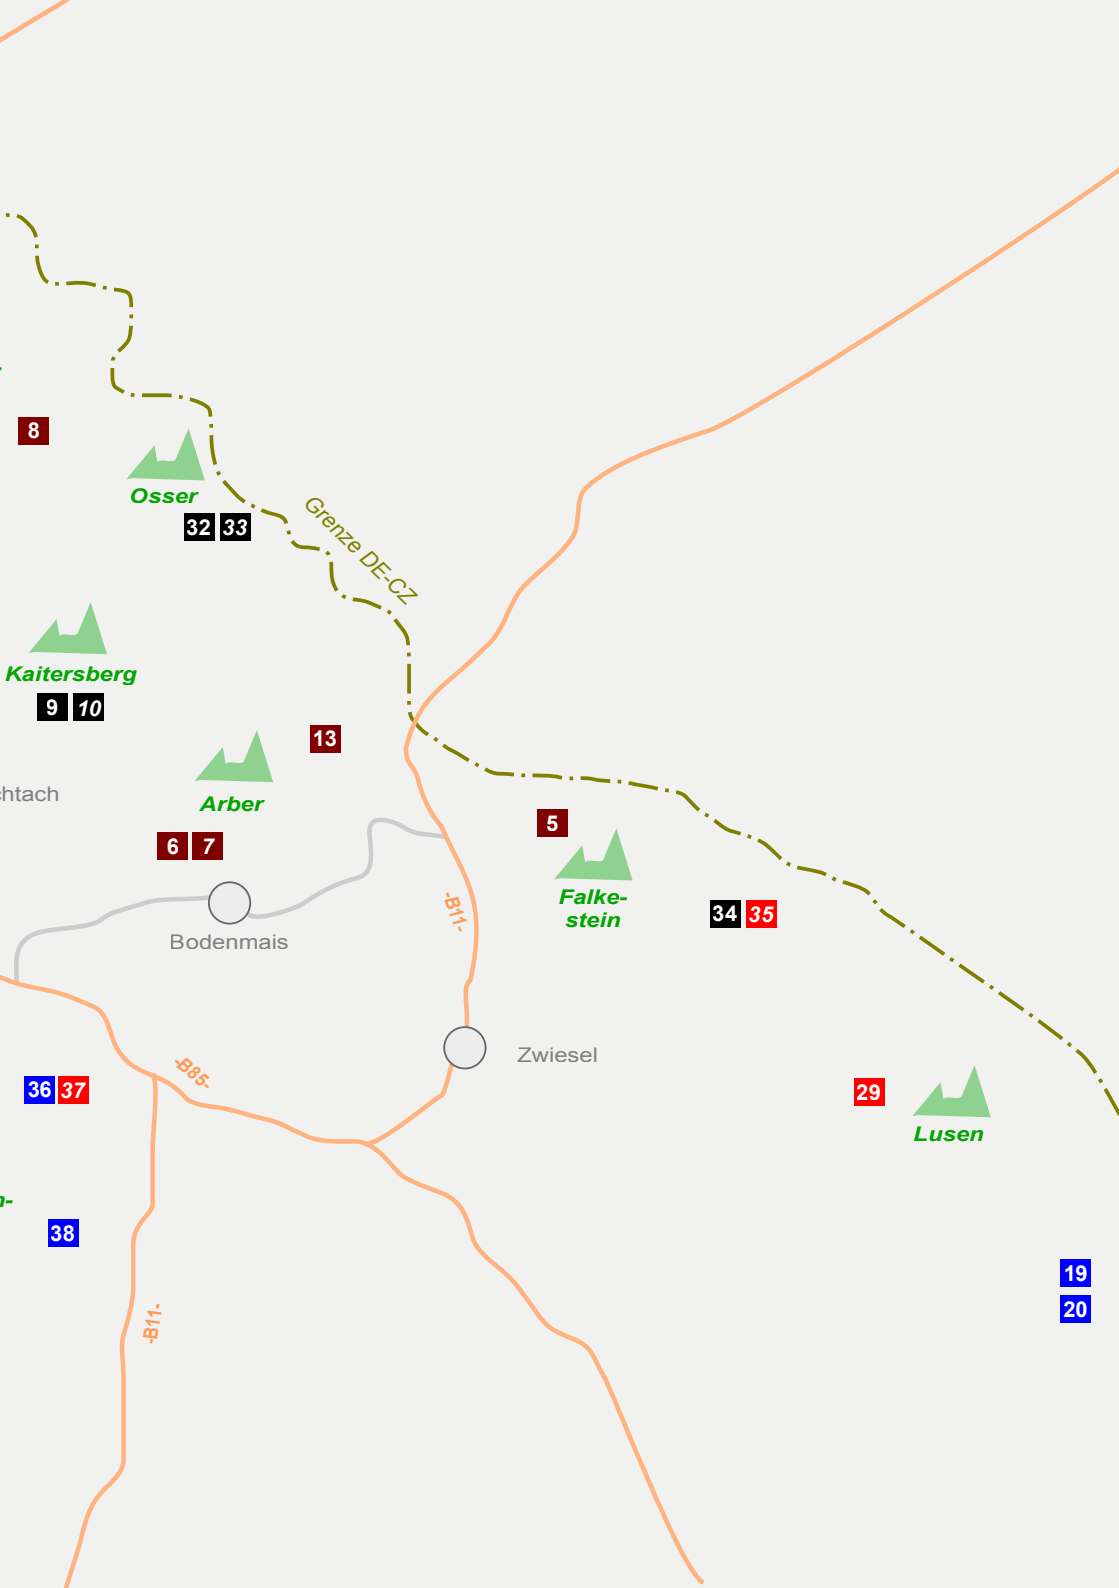 8
Osser
32 33
Grenze DE-CZ
Kaitersberg
9 10
13
Arber
htach
5
6 7
Falke-
stein
-B11-
34 35
Bodenmais
Zwiesel
-B85-
36 37
29
Lusen
38
19
20
-B11-